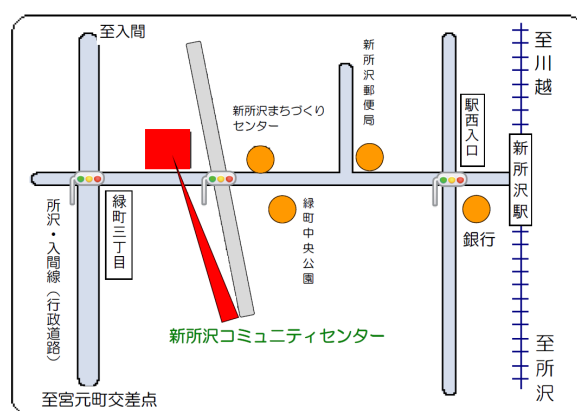 至入間
新所沢まちづくり
センター
新所沢郵便局
駅西入口
至川越
新所沢駅
緑町三丁目
所沢・入間線（行政道路）
緑町中央公園
銀行
新所沢コミュニティセンター
至所沢
至宮元町交差点